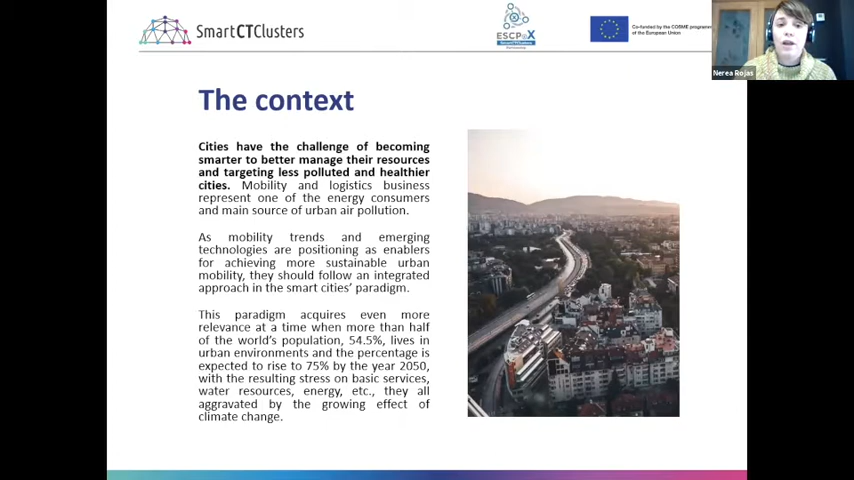 SmartCTClusters
ESCP@X
SmartCTClusters
Partnership
Co-funded by the COSME programme
of the European Union
Nerea Rojas
The context
Cities have the challenge of becoming
smarter to better manage their resources
and targeting less polluted and healthier
cities. Mobility and logistics business
represent one of the energy consumers
and main source of urban air pollution.
As mobility trends and emerging
technologies are positioning as enablers
for achieving more sustainable urban
mobility, they should follow an integrated
approach in the smart cities' paradigm.
This paradigm acquires even more
relevance at a time when more than half
of the world's population, 54.5%, lives in
urban environments and the percentage is
expected to rise to 75% by the year 2050,
with the resulting stress on basic services,
water resources, energy, etc., they all
aggravated by the growing effect of
climate change.